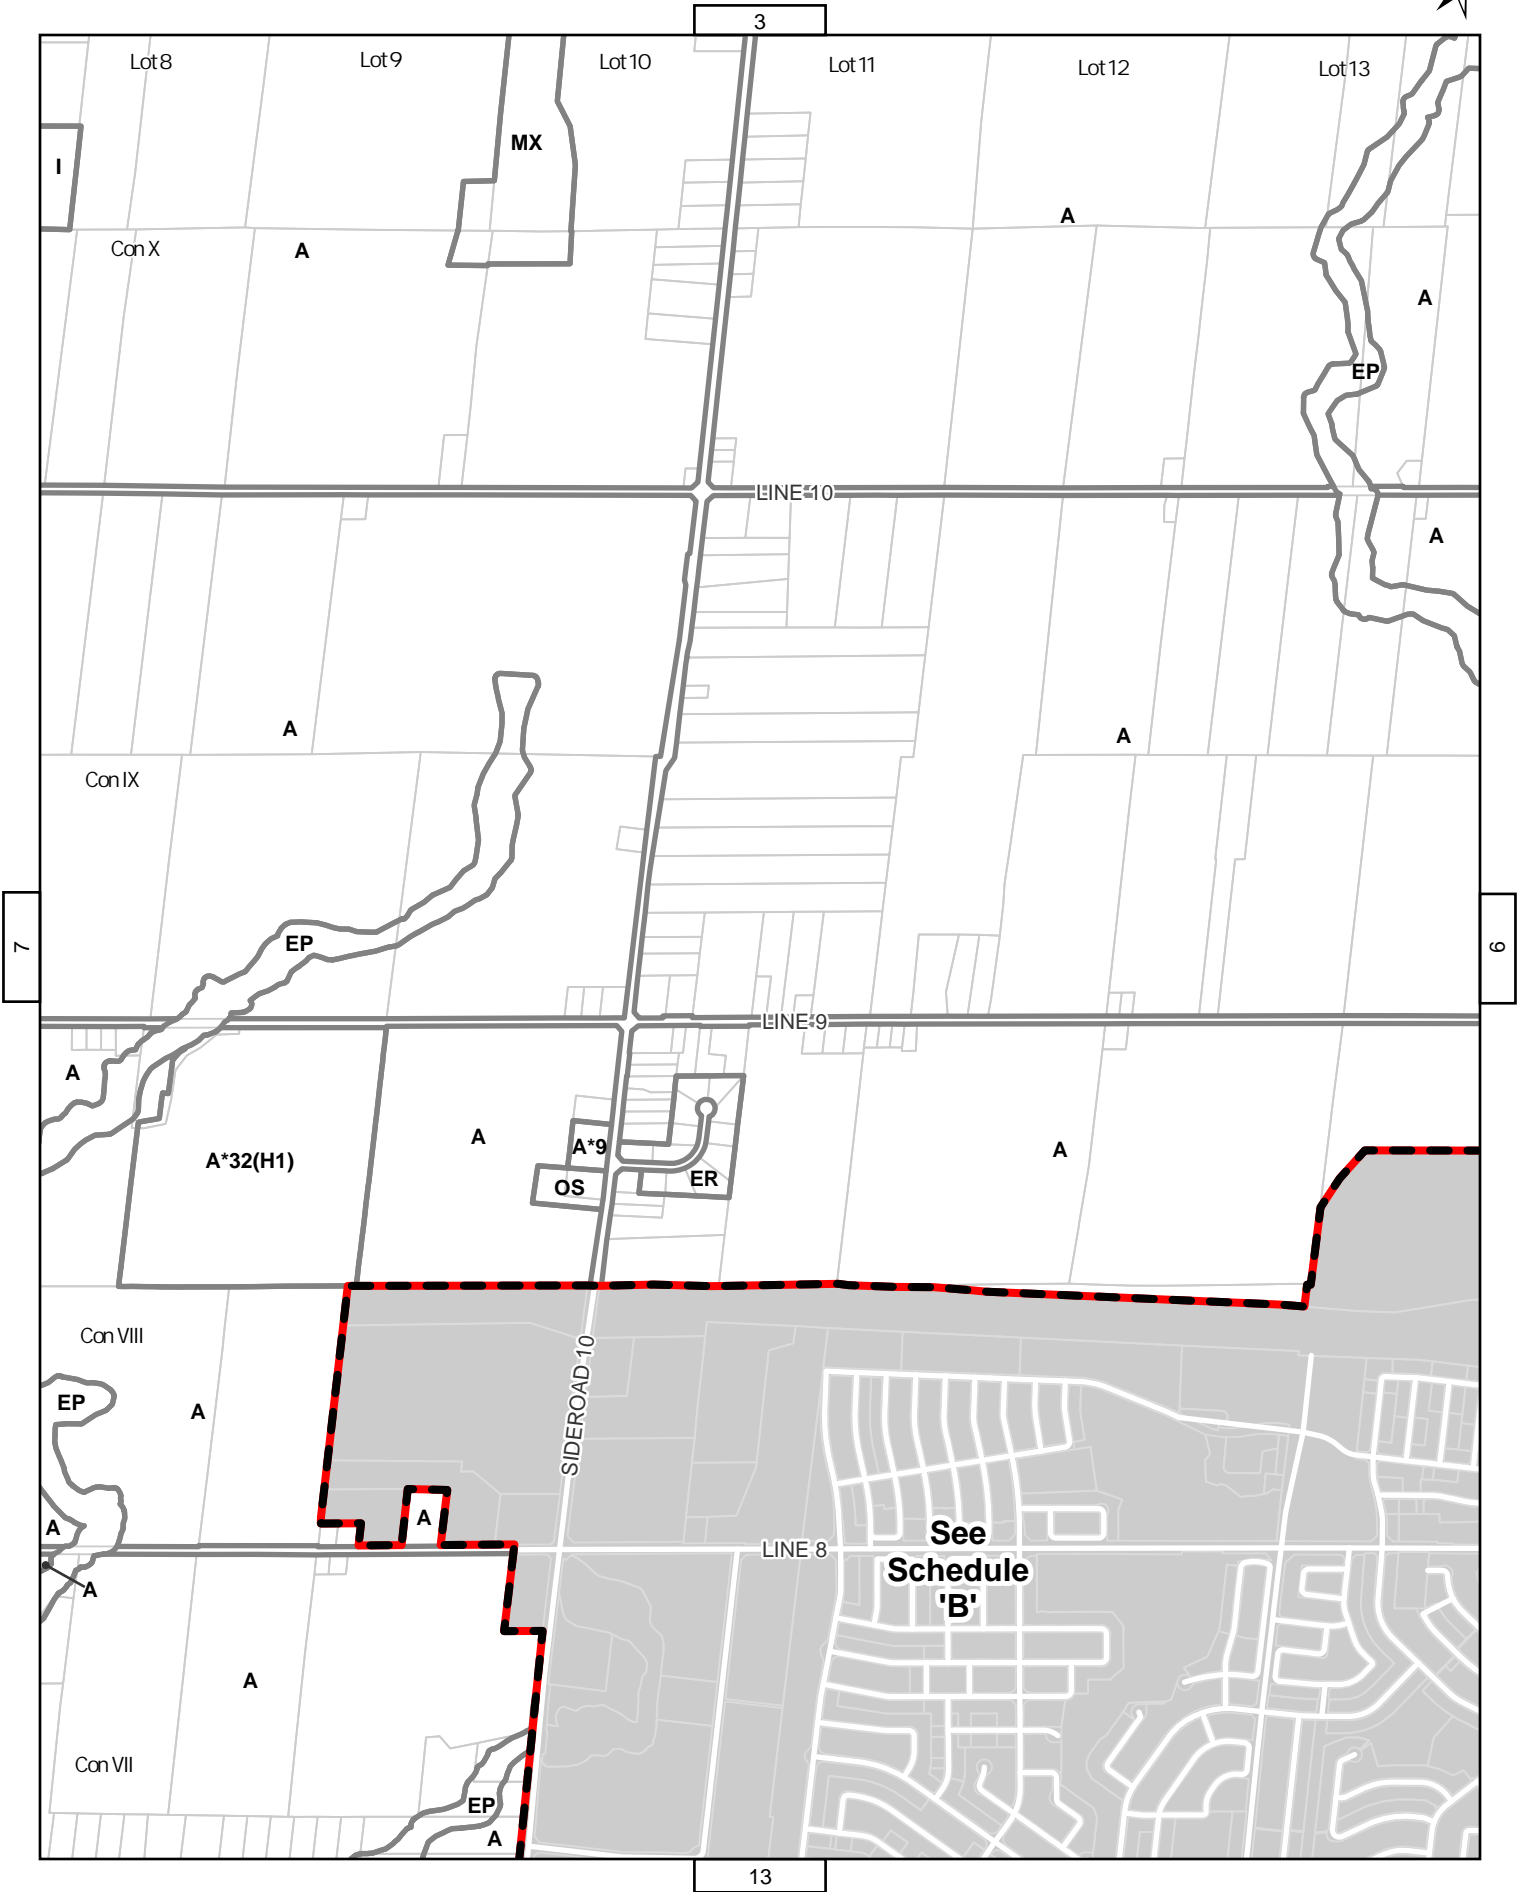 3
Lot 8
Lot 9
Lot 10
Lot 11
Lot 12
Lot 13
MX
I
A
Con X
A
A
EP
LINE 10
A
A
A
Con IX
7
EP
6
LINE 9
A
A
A*9
A
A*32(H1)
OS
ER
Con VIII
SIDEROAD 10
EP
A
A
A
See
LINE 8
Schedule
A
'B'
A
Con VII
EP
A
13